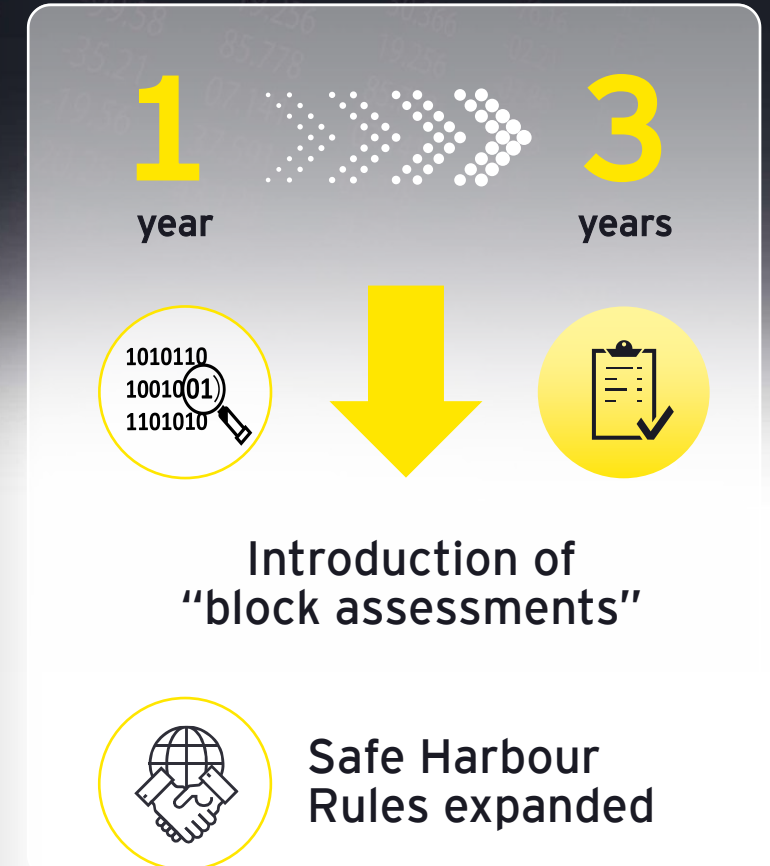 1 3
year years
1010110
1001001
1101010
Introduction of
“block assessments”
Safe Harbour
Rules expanded